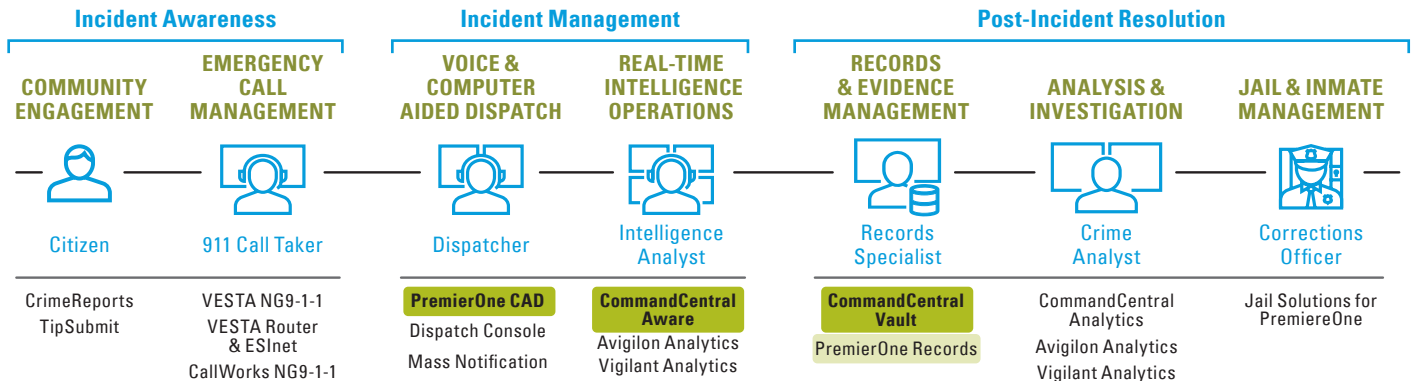 Incident Awareness
Incident Management
Post-Incident Resolution
COMMUNITY
ENGAGEMENT
EMERGENCY
CALL
MANAGEMENT
VOICE &
COMPUTER
AIDED DISPATCH
REAL-TIME
INTELLIGENCE
OPERATIONS
RECORDS
& EVIDENCE
MANAGEMENT
ANALYSIS &
INVESTIGATION
JAIL & INMATE
MANAGEMENT
Citizen
911 Call Taker
Dispatcher
Intelligence
Analyst
Records
Specialist
Crime
Analyst
Corrections
Officer
CrimeReports
TipSubmit
VESTA NG9-1-1
VESTA Router
& ESInet
CallWorks NG9-1-1
PremierOne CAD
Dispatch Console
Mass Notification
CommandCentral
Aware
Avigilon Analytics
Vigilant Analytics
CommandCentral
Vault
PremierOne Records
CommandCentral
Analytics
Avigilon Analytics
Vigilant Analytics
Jail Solutions for
PremiereOne